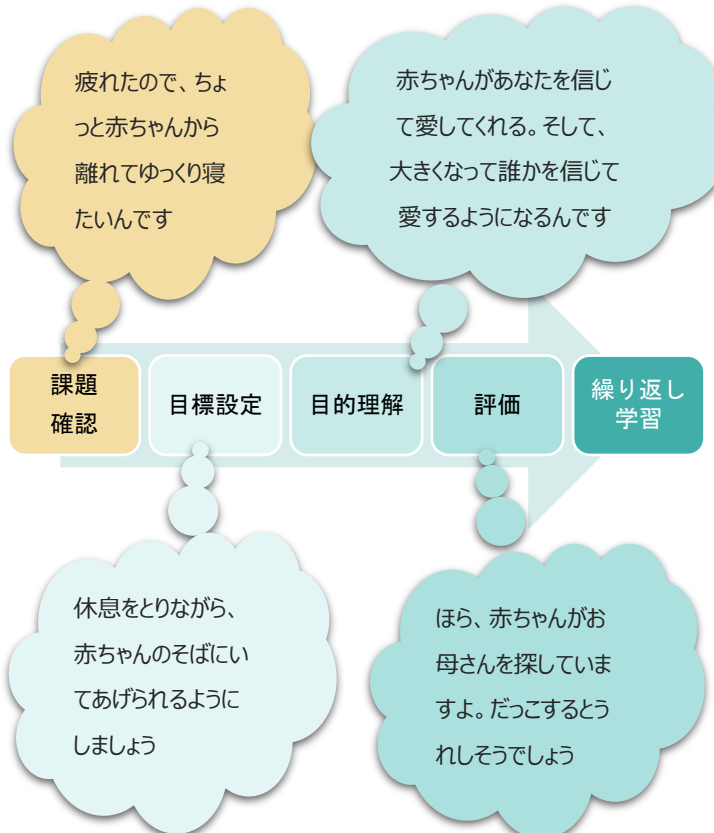 疲れたので、ちょ
っと赤ちゃんから
離れてゆっくり寝
たいんです
赤ちゃんがあなたを信じ
て愛してくれる。そして、
大きくなって誰かを信じて
愛するようになるんです
課題
確認
目標設定
目的理解
評価
繰り返し
学習
休息をとりながら、
赤ちゃんのそばにい
てあげられるように
しましょう
ほら、赤ちゃんがお
母さんを探していま
すよ。だっこするとう
れしそうでしょう